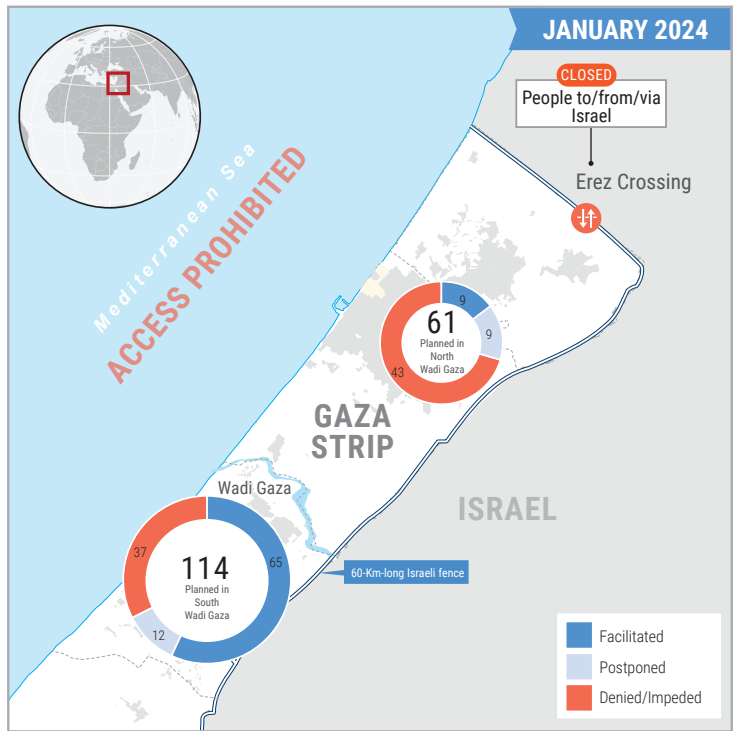 JANUARY 2024
CLOSED
People to/from/via
Israel
Erez Crossing
Mediterranean Sea
ACCESS PROHIBITED
9
61
Planned in
North
Wadi Gaza
9
43
GAZA
STRIP
Wadi Gaza
ISRAEL
37
114
Planned in
South
Wadi Gaza
65
12
60-Km-long Israeli fence
Facilitated
Postponed
Denied/Impeded